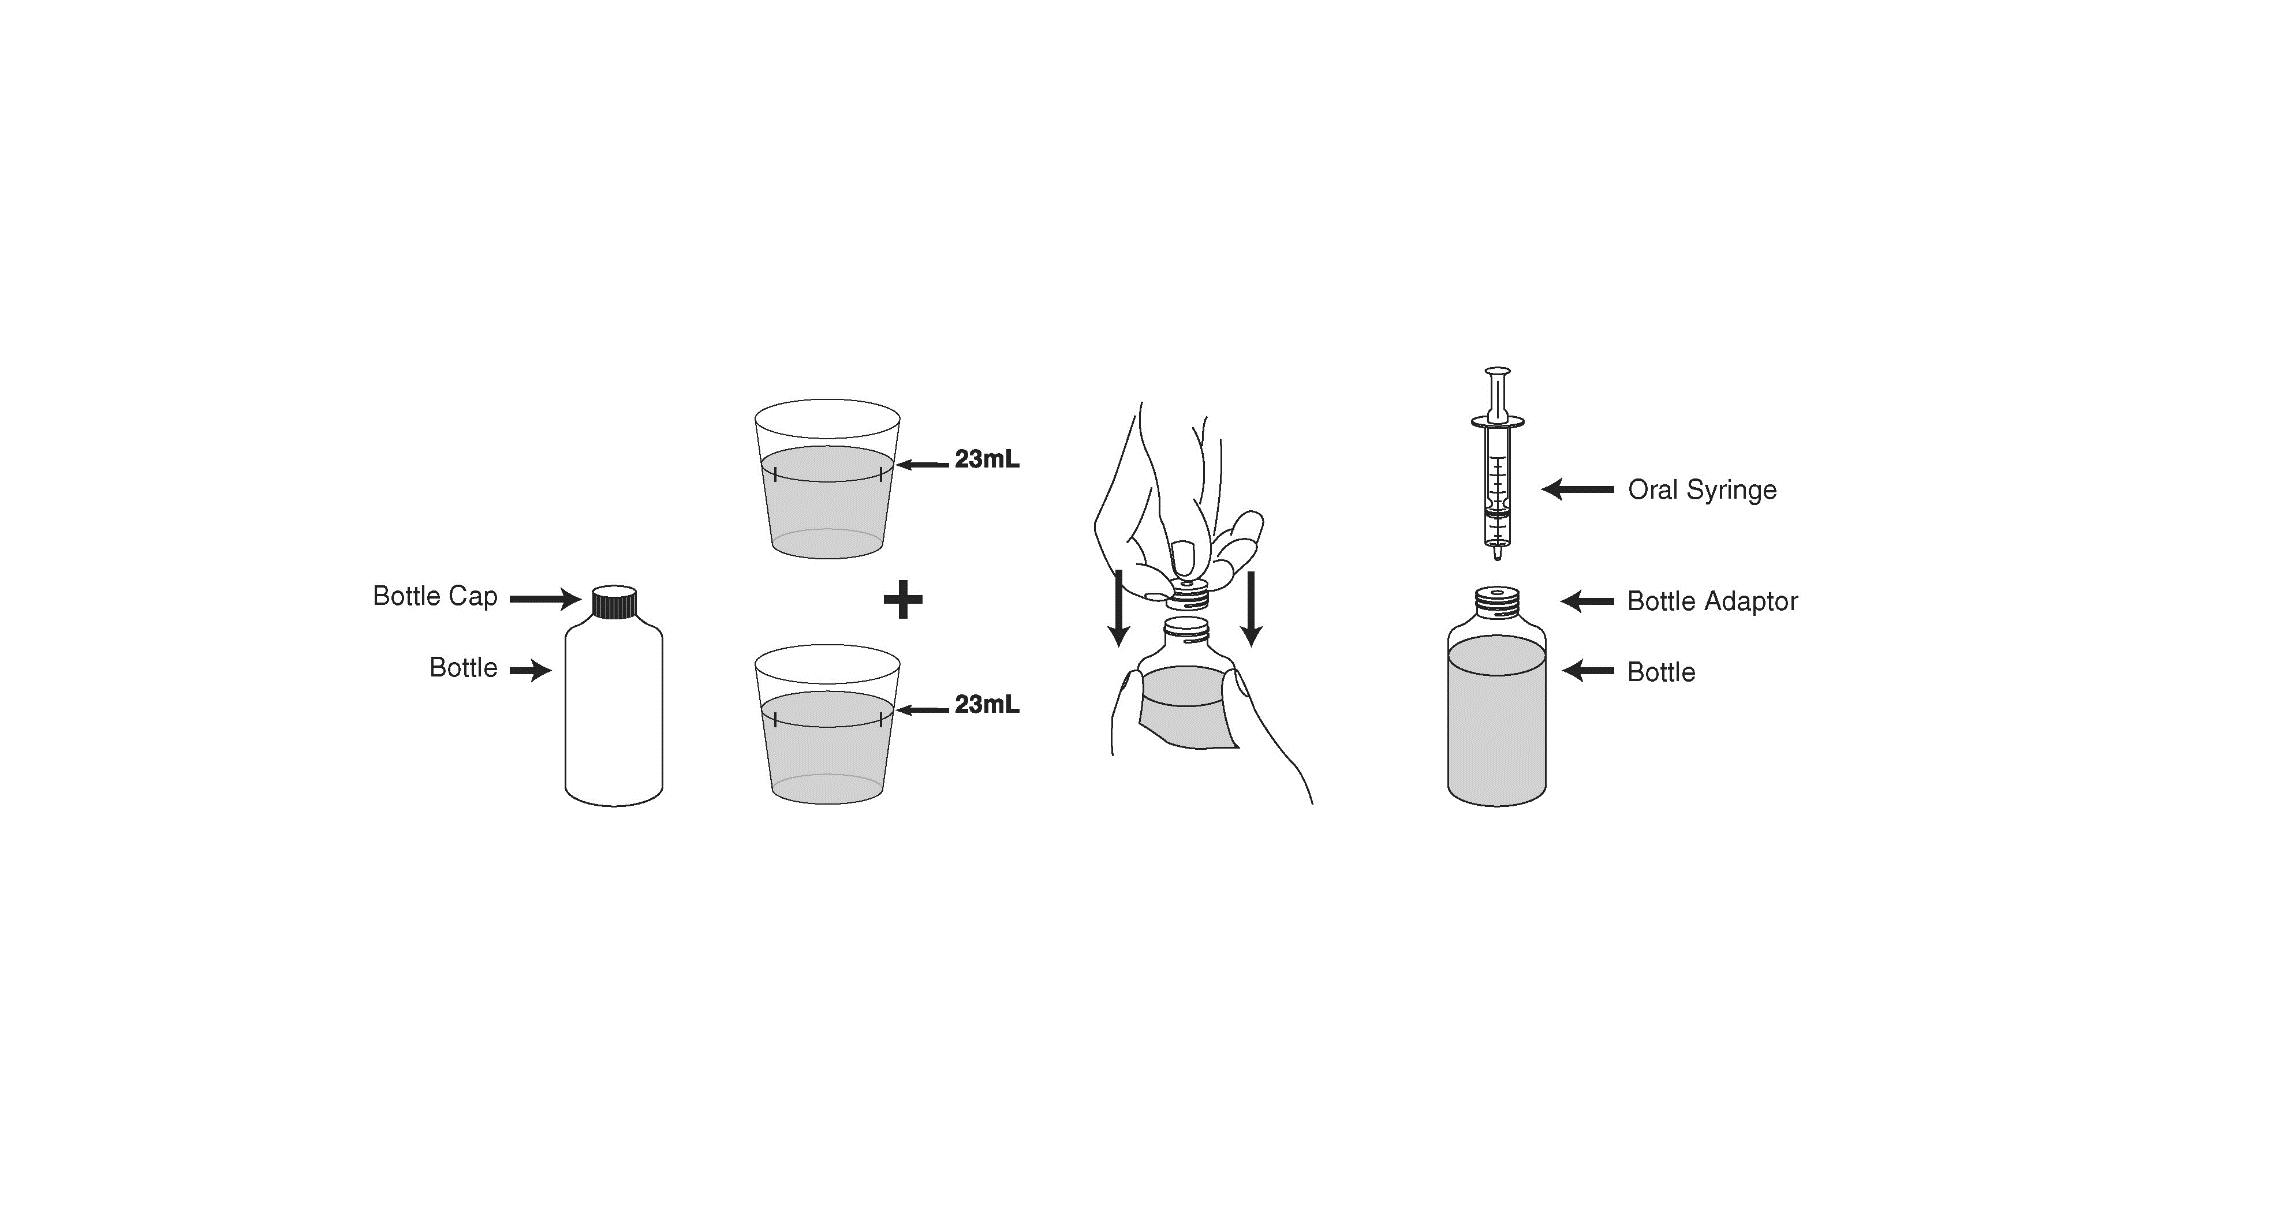 Bottle Cap
Bottle
23mL
+
23mL
Oral Syringe
Bottle Adaptor
Bottle